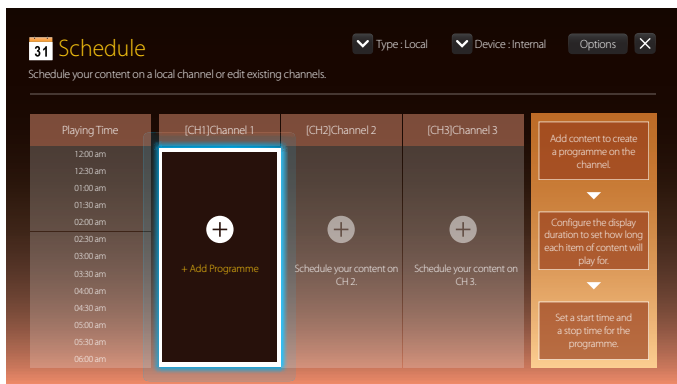 31 Schedule
Type : Local
Device : Internal
Options
Schedule your content on a local channel or edit existing channels.
Playing Time
[CH1]Channel 1
[CH2]Channel 2
[CH3]Channel 3
12:00 am
12:30 am
01:00 am
01:30 am
02:00 am
02:30 am
03:00 am
03:30 am
04:00 am
04:30 am
05:00 am
05:30 am
06:00 am
+ Add Programme
Schedule your content on
CH 2.
Schedule your content on
CH 3.
Add content to create
a programme on the
channel.
Configure the display
duration to set how long
each item of content will
play for.
Set a start time and
a stop time for the
programme.